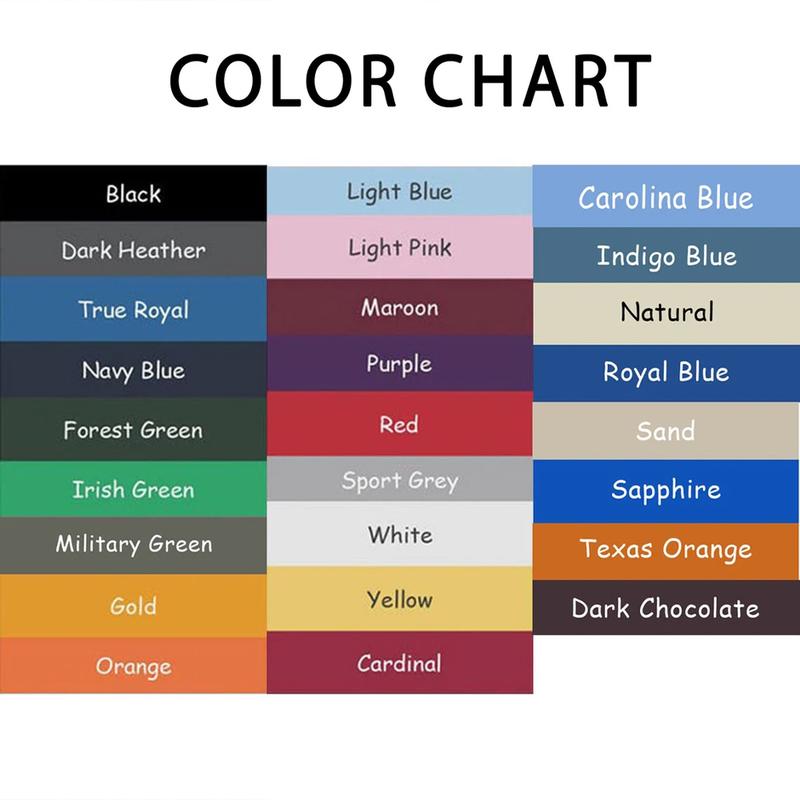 COLOR CHART
Black
Dark Heather
True Royal
Navy Blue
Forest Green
Irish Green
Military Green
Gold
Orange
Light Blue
Light Pink
Maroon
Purple
Red
Sport Grey
White
Yellow
Cardinal
Carolina Blue
Indigo Blue
Natural
Royal Blue
Sand
Sapphire
Texas Orange
Dark Chocolate